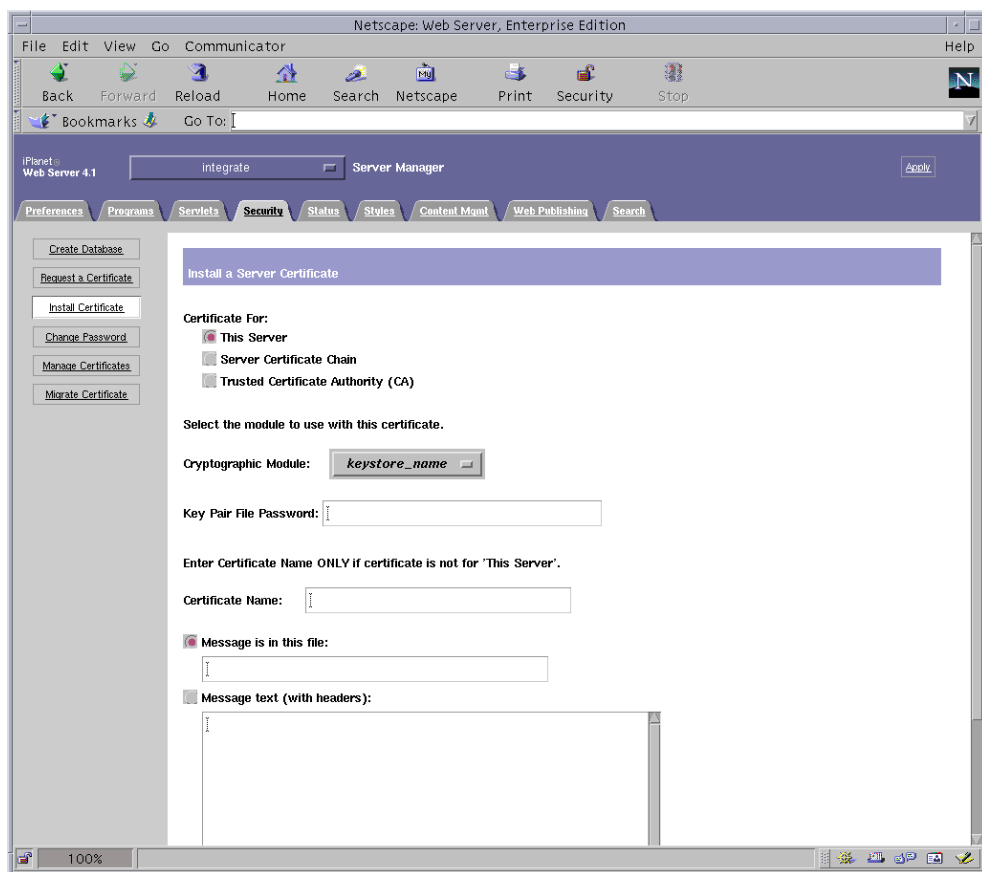 Netscape: Web Server, Enterprise Edition
File Edit View Go Communicator Help
Back Forward Reload Home Search Netscape Print Security Stop
My
N
Bookmarks Go To:
iPlanet
Web Server 4.1
integrate
Server Manager
Apply
Preferences Programs Servlets Security Status Styles Content Mgmt Web Publishing Search
Create Database
Request a Certificate
Install Certificate
Change Password
Manage Certificates
Migrate Certificate
Install a Server Certificate
Certificate For:
This Server
Server Certificate Chain
Trusted Certificate Authority (CA)
Select the module to use with this certificate.
Cryptographic Module: keystore_name
Key Pair File Password:
Enter Certificate Name ONLY if certificate is not for 'This Server'.
Certificate Name:
Message is in this file:
Message text (with headers):
100%